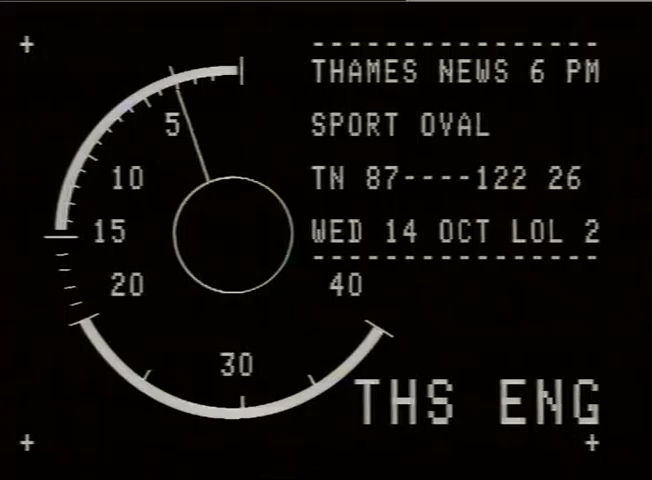 THAMES NEWS 6 PM
SPORT OVAL
TN 87----122 26
WED 14 OCT LOL 2
5
10
15
20
30
40
THS ENG